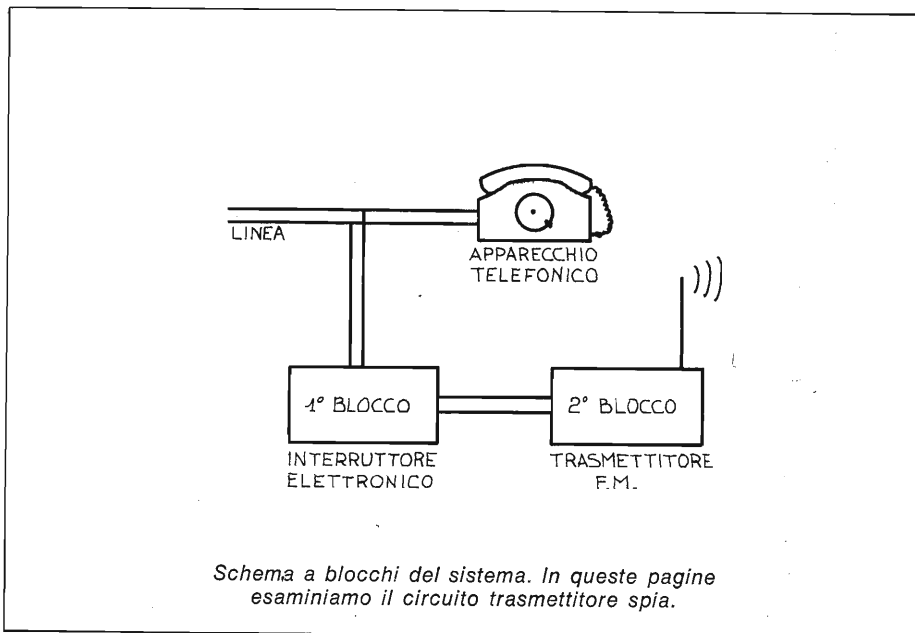 LINEA
APPARECCHIO
TELEFONICO
1° BLOCCO
2° BLOCCO
INTERRUTTORE
ELETTRONICO
TRASMETTITORE
F.M.
Schema a blocchi del sistema. In queste pagine
esaminiamo il circuito trasmettitore spia.